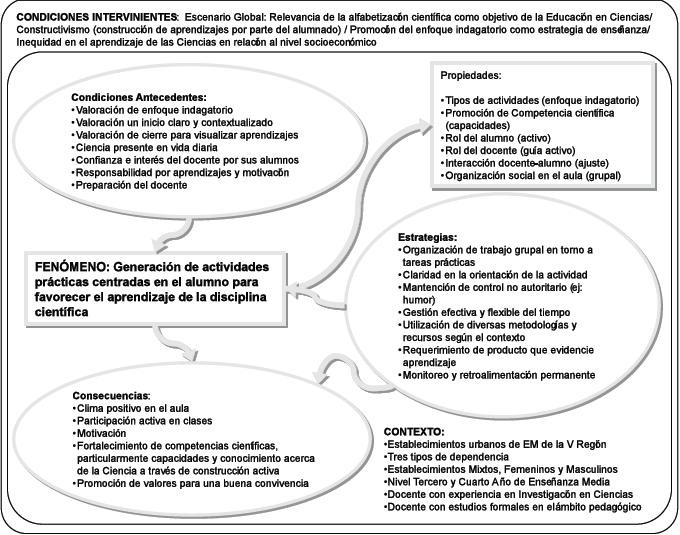 CONDICIONES INTERVINIENTES: Escenario Global: Relevancia de la alfabetizacón científica como objetivo de la Educación en Ciencias/
Constructivismo (construcción de aprendizajes por parte del alumnado) / Promocón del enfoque indagatorio como estrategia de enseñanza/
Inequidad en el aprendizaje de las Ciencias en relacón al nivel socioeconómico
Condiciones Antecedentes:
•Valoración de enfoque indagatorio
•Valoración un inicio claro y contextualizado
•Valoración de cierre para visualizar aprendizajes
•Ciencia presente en vida diaria
•Confianza e interés del docente por sus alumnos
•Responsabilidad por aprendizajes y motivacón
•Preparación del docente
Propiedades:
•Tipos de actividades (enfoque indagatorio)
•Promoción de Competencia científica
(capacidades)
•Rol del alumno (activo)
•Rol del docente (guía activo)
•Interacción docente-alumno (ajuste)
•Organización social en el aula (grupal)
FENÓMENO: Generación de actividades
prácticas centradas en el alumno para
favorecer el aprendizaje de la disciplina
científica
Estrategias:
•Organización de trabajo grupal en torno a
tareas prácticas
•Claridad en la orientación de la actividad
•Mantención de control no autoritario (ej:
humor)
•Gestión efectiva y flexible del tiempo
•Utilización de diversas metodologías y
recursos según el contexto
•Requerimiento de producto que evidencie
aprendizaje
•Monitoreo y retroalimentación permanente
Consecuencias:
•Clima positivo en el aula
•Participación activa en clases
•Motivación
•Fortalecimiento de competencias científicas,
particularmente capacidades y conocimiento acerca
de la Ciencia a través de construcción activa
•Promoción de valores para una buena convivencia
CONTEXTO:
•Establecimientos urbanos de EM de la V Regón
•Tres tipos de dependencia
•Establecimientos Mixtos, Femeninos y Masculinos
•Nivel Tercero y Cuarto Año de Enseñanza Media
•Docente con experiencia en Investigacón en Ciencias
•Docente con estudios formales en elámbito pedagógico